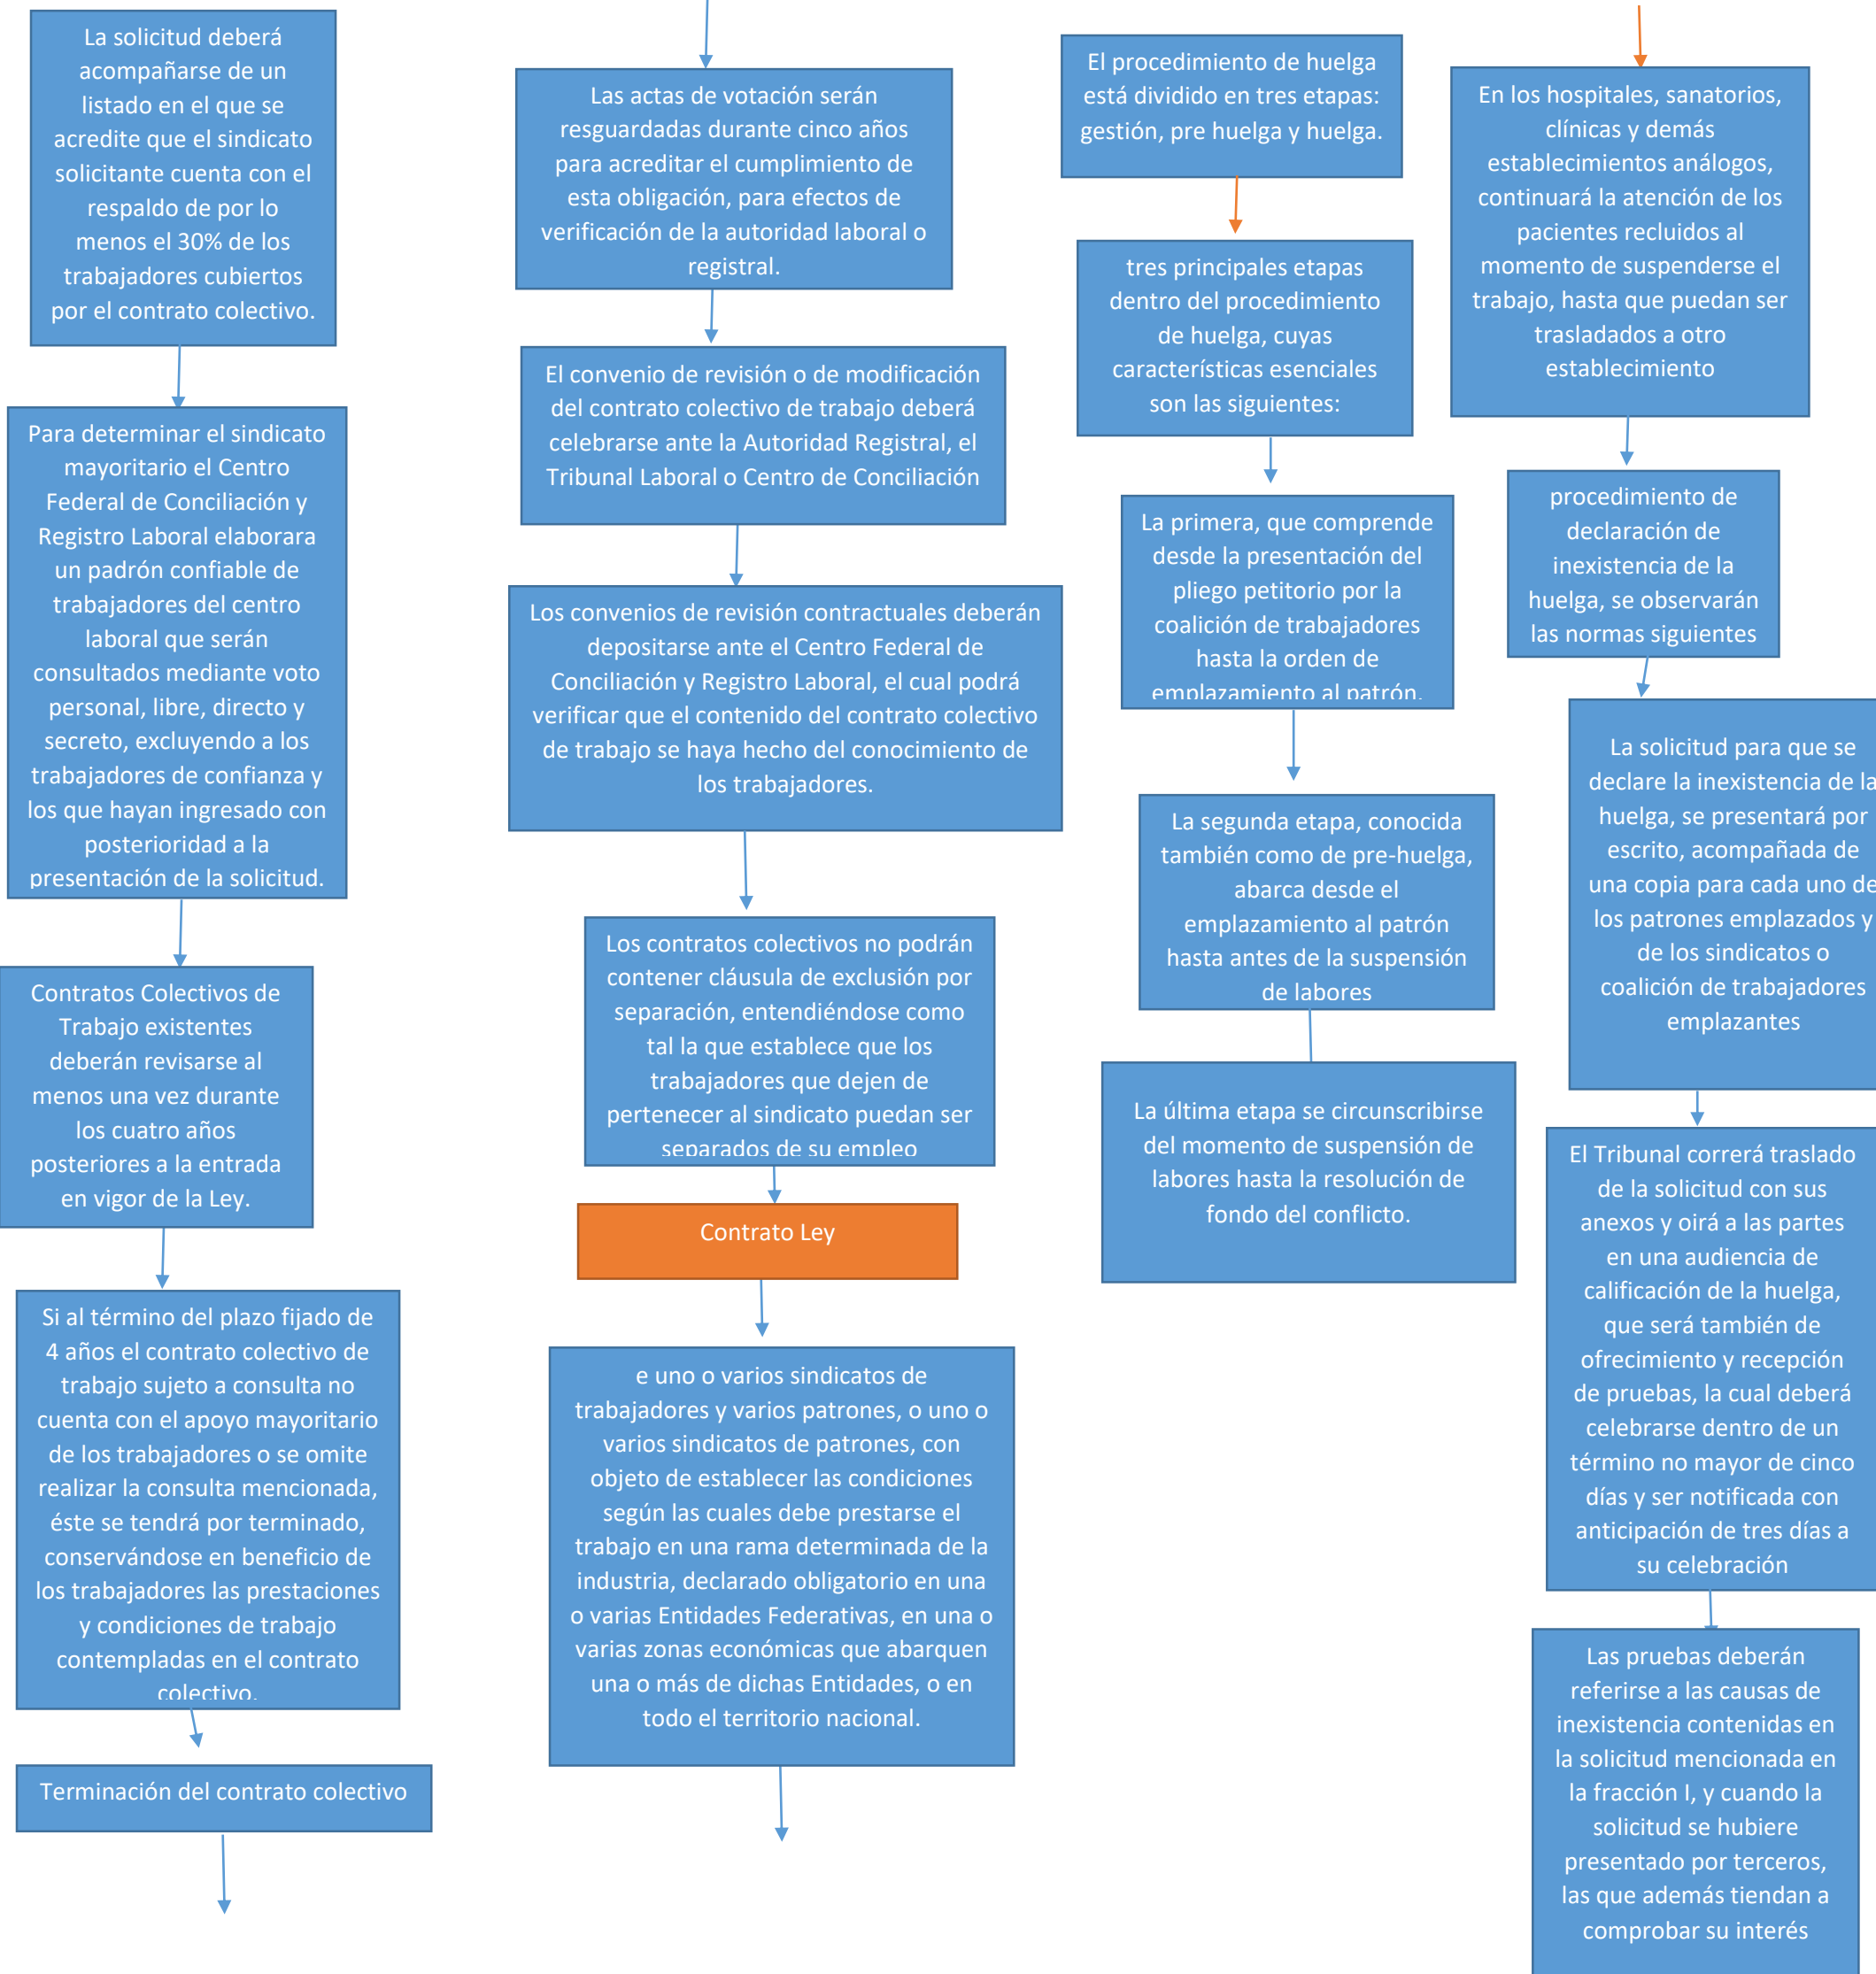 La solicitud deberá
acompañarse de un
listado en el que se
acredite que el sindicato
solicitante cuenta con el
respaldo de por lo
menos el 30% de los
trabajadores cubiertos
por el contrato colectivo.
Para determinar el sindicato
mayoritario el Centro
Federal de Conciliación y
Registro Laboral elaborara
un padrón confiable de
trabajadores del centro
laboral que serán
consultados mediante voto
personal, libre, directo y
secreto, excluyendo a los
trabajadores de confianza y
los que hayan ingresado con
posterioridad a la
presentación de la solicitud.
Contratos Colectivos de
Trabajo existentes
deberán revisarse al
menos una vez durante
los cuatro años
posteriores a la entrada
en vigor de la Ley.
Si al término del plazo fijado de
4 años el contrato colectivo de
trabajo sujeto a consulta no
cuenta con el apoyo mayoritario
de los trabajadores o se omite
realizar la consulta mencionada,
éste se tendrá por terminado,
conservándose en beneficio de
los trabajadores las prestaciones
y condiciones de trabajo
contempladas en el contrato
colectivo.
Terminación del contrato colectivo
Las actas de votación serán
resguardadas durante cinco años
para acreditar el cumplimiento de
esta obligación, para efectos de
verificación de la autoridad laboral o
registral.
El convenio de revisión o de modificación
del contrato colectivo de trabajo deberá
celebrarse ante la Autoridad Registral, el
Tribunal Laboral o Centro de Conciliación
Los convenios de revisión contractuales deberán
depositarse ante el Centro Federal de
Conciliación y Registro Laboral, el cual podrá
verificar que el contenido del contrato colectivo
de trabajo se haya hecho del conocimiento de
los trabajadores.
Los contratos colectivos no podrán
contener cláusula de exclusión por
separación, entendiéndose como
tal la que establece que los
trabajadores que dejen de
pertenecer al sindicato puedan ser
separados de su empleo
Contrato Ley
e uno o varios sindicatos de
trabajadores y varios patrones, o uno o
varios sindicatos de patrones, con
objeto de establecer las condiciones
según las cuales debe prestarse el
trabajo en una rama determinada de la
industria, declarado obligatorio en una
o varias Entidades Federativas, en una o
varias zonas económicas que abarquen
una o más de dichas Entidades, o en
todo el territorio nacional.
El procedimiento de huelga
está dividido en tres etapas:
gestión, pre huelga y huelga.
tres principales etapas
dentro del procedimiento
de huelga, cuyas
características esenciales
son las siguientes:
La primera, que comprende
desde la presentación del
pliego petitorio por la
coalición de trabajadores
hasta la orden de
emplazamiento al patrón.
La segunda etapa, conocida
también como de pre-huelga,
abarca desde el
emplazamiento al patrón
hasta antes de la suspensión
de labores
La última etapa se circunscribirse
del momento de suspensión de
labores hasta la resolución de
fondo del conflicto.
En los hospitales, sanatorios,
clínicas y demás
establecimientos análogos,
continuará la atención de los
pacientes recluidos al
momento de suspenderse el
trabajo, hasta que puedan ser
trasladados a otro
establecimiento
procedimiento de
declaración de
inexistencia de la
huelga, se observarán
las normas siguientes
La solicitud para que se
declare la inexistencia de la
huelga, se presentará por
escrito, acompañada de
una copia para cada uno de
los patrones emplazados y
de los sindicatos o
coalición de trabajadores
emplazantes
El Tribunal correrá traslado
de la solicitud con sus
anexos y oirá a las partes
en una audiencia de
calificación de la huelga,
que será también de
ofrecimiento y recepción
de pruebas, la cual deberá
celebrarse dentro de un
término no mayor de cinco
días y ser notificada con
anticipación de tres días a
su celebración
Las pruebas deberán
referirse a las causas de
inexistencia contenidas en
la solicitud mencionada en
la fracción I, y cuando la
solicitud se hubiere
presentado por terceros,
las que además tiendan a
comprobar su interés